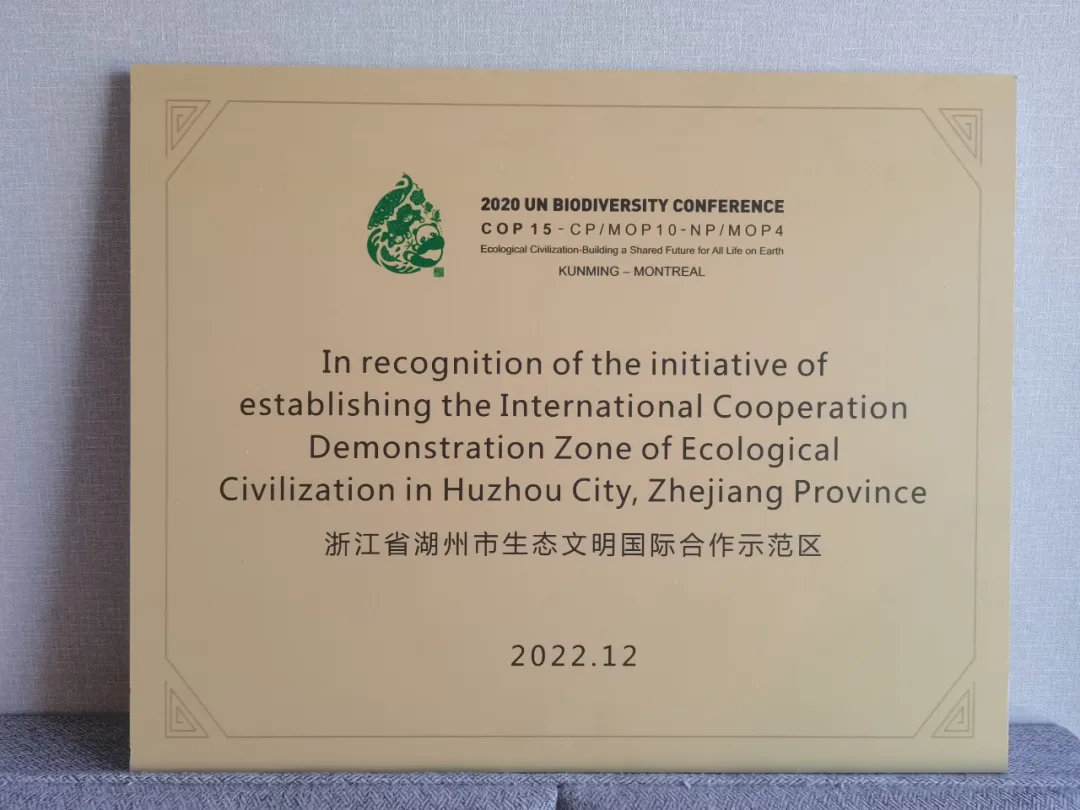 2020 UN BIODIVERSITY CONFERENCE
COP 15 - CP/MOP10-NP/MOP4
Ecological Civilization-Building a Shared Future for All Life on Earth
KUNMING – MONTREAL
In recognition of the initiative of
establishing the International Cooperation
Demonstration Zone of Ecological
Civilization in Huzhou City, Zhejiang Province
浙江省湖州市生态文明国际合作示范区
2022.12